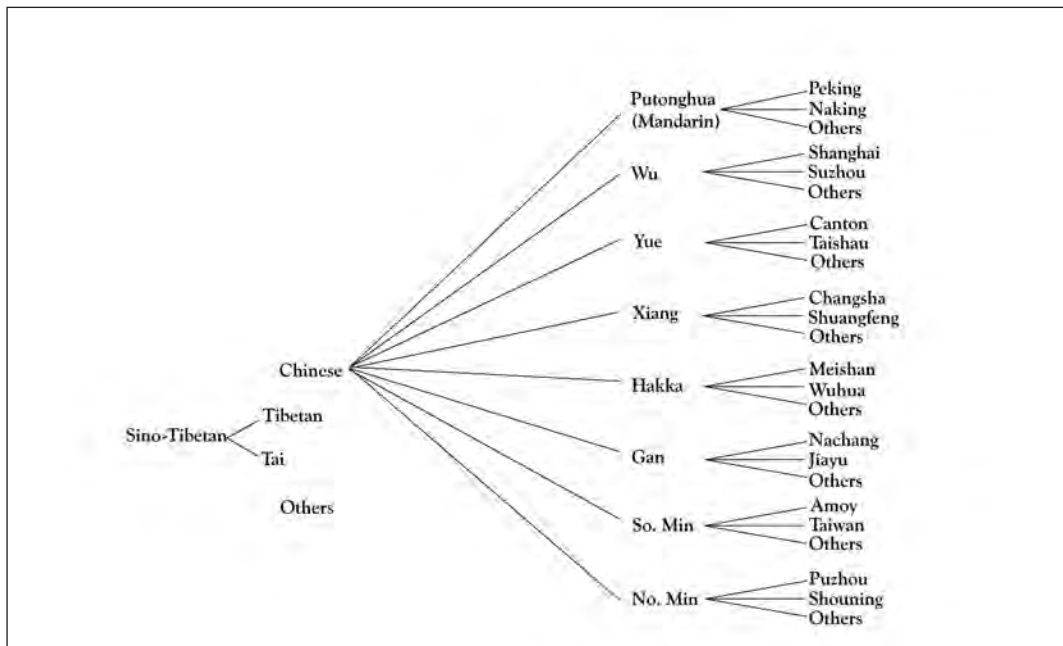 Sino-Tibetan
Chinese
Tibetan
Tai
Others
Putonghua
(Mandarin)
Peking
Naking
Others
Wu
Shanghai
Suzhou
Others
Yue
Canton
Taishau
Others
Xiang
Changsha
Shuangfeng
Others
Hakka
Meishan
Wuhua
Others
Gan
Nachang
Jiayu
Others
So. Min
Amoy
Taiwan
Others
No. Min
Puzhou
Shouning
Others